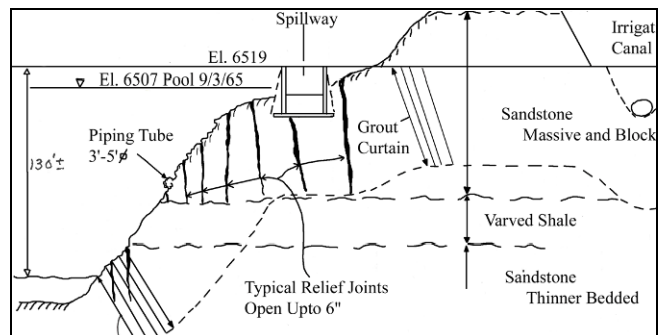 Spillway
El. 6519
Irrigat
Canal
El. 6507 Pool 9/3/65
Piping Tube
3'-5'ø
130'±
Grout
Curtain
Sandstone
Massive and Block
Varved Shale
Typical Relief Joints
Open Upto 6"
Sandstone
Thinner Bedded